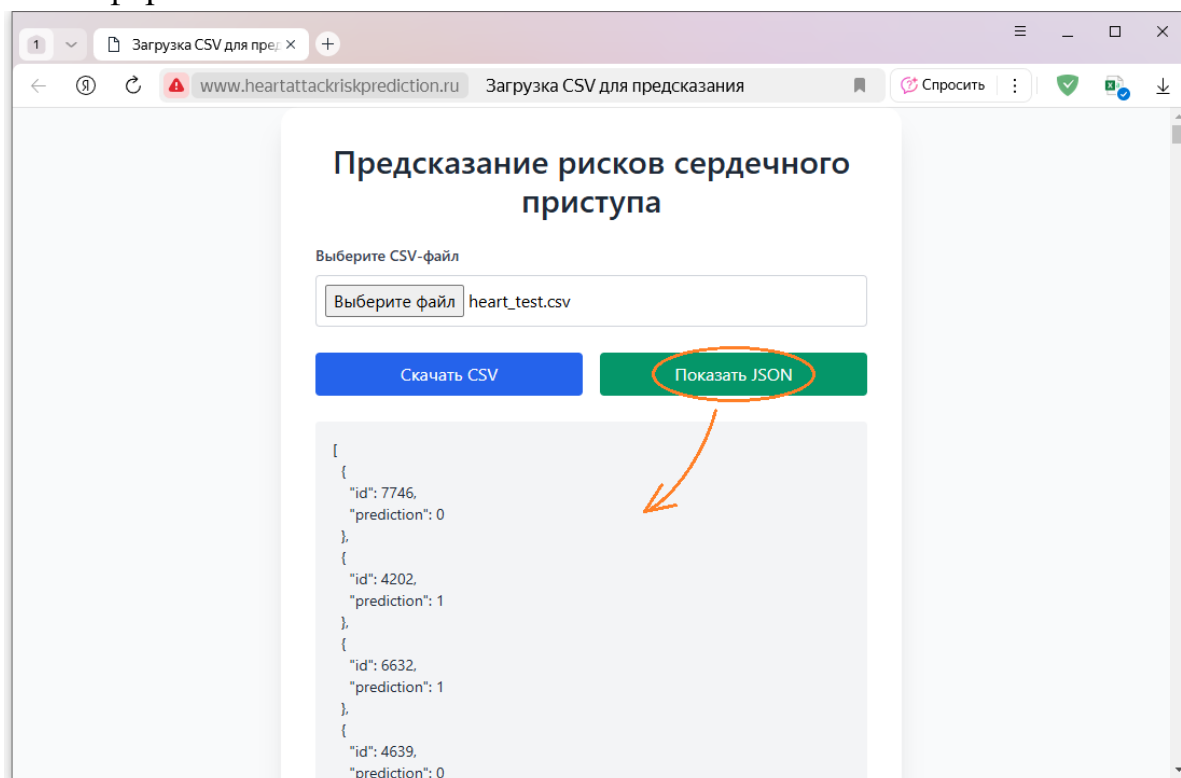 1 Загрузка CSV для пред
www.heartattackriskprediction.ru Загрузка CSV для предсказания Спросить
Предсказание рисков сердечного
приступа
Выберите CSV-файл
Выберите файл heart_test.csv
Скачать CSV Показать JSON
[
{
"id": 7746,
"prediction": 0
},
{
"id": 4202,
"prediction": 1
},
{
"id": 6632,
"prediction": 1
},
{
"id": 4639,
"prediction": 0